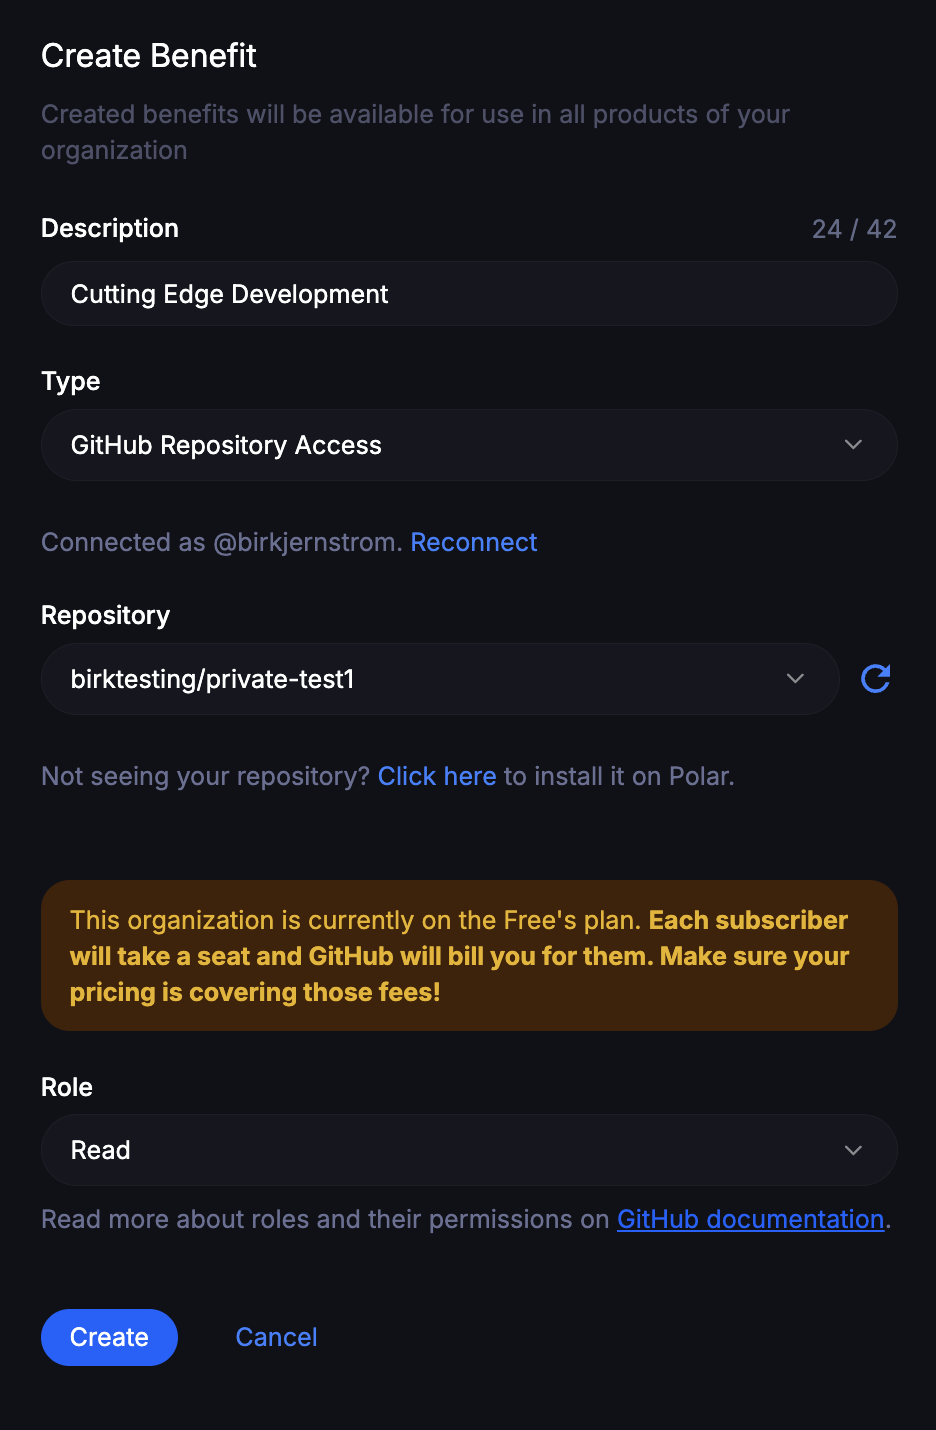 Create Benefit
Created benefits will be available for use in all products of your
organization
Description
24 / 42
Cutting Edge Development
Type
GitHub Repository Access
Connected as @birkjernstrom. Reconnect
Repository
birktesting/private-test1
Not seeing your repository? Click here to install it on Polar.
This organization is currently on the Free's plan. Each subscriber
will take a seat and GitHub will bill you for them. Make sure your
pricing is covering those fees!
Role
Read
Read more about roles and their permissions on GitHub documentation.
Create
Cancel